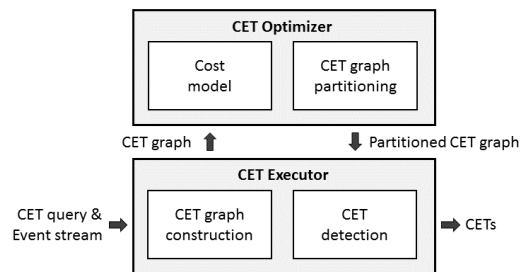 CET Optimizer
Cost
model
CET graph
partitioning
CET graph
Partitioned CET graph
CET Executor
CET query &
Event stream
CET graph
construction
CET
detection
CETs